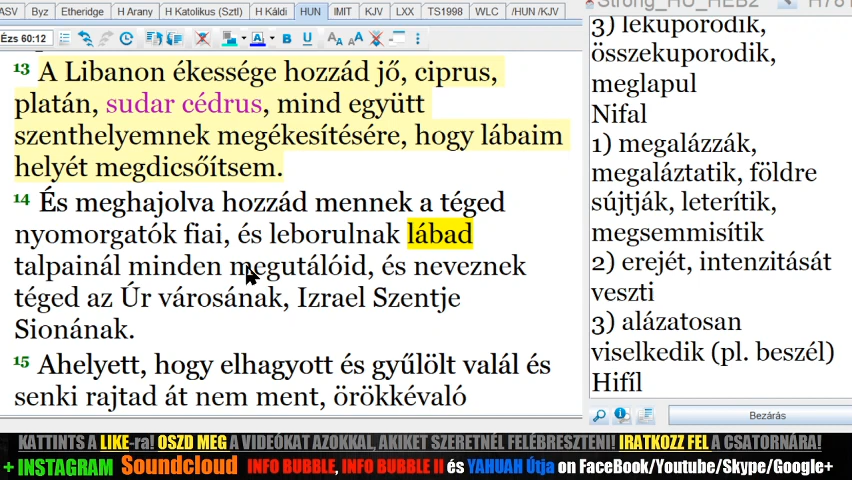 ASV Byz Etheridge H Arany H Katolikus (Sztl) H Káldi HUN IMIT KJV LXX TS1998 WLC /HUN /KJV
Ézs 60:12
13 A Libanon ékessége hozzád jő, ciprus,
platán, sudar cédrus, mind együtt
szenthelyemnek megékesítésére, hogy lábaim
helyét megdicsőítsem.
14 És meghajolva hozzád mennek a téged
nyomorgatók fiai, és leborulnak lábad
talpainál minden megutálóid, és neveznek
téged az Úr városának, Izrael Szentje
Siónának.
15 Ahelyett, hogy elhagyott és gyűlölt valál és
senki rajtad át nem ment, örökkévaló
Strong_HU_HEB2
3) lekuporodik,
összekuporodik,
meglapul
Nifal
1) megalázzák,
megaláztatik, földre
sújtják, leterítik,
megsemmisítik
2) erejét, intenzitását
veszti
3) alázatosan
viselkedik (pl. beszél)
Hifíl
Bezárás
KATTINTS A LIKE-ra! OSZD MEG A VIDEÓKAT AZOKKAL, AKIKET SZERETNÉL FELÉBRESZTENI! IRATKOZZ FEL A CSATORNÁRA!
+ INSTAGRAM Soundcloud INFO BUBBLE, INFO BUBBLE II és YAHUAH Útja on FaceBook/Youtube/Skype/Google+